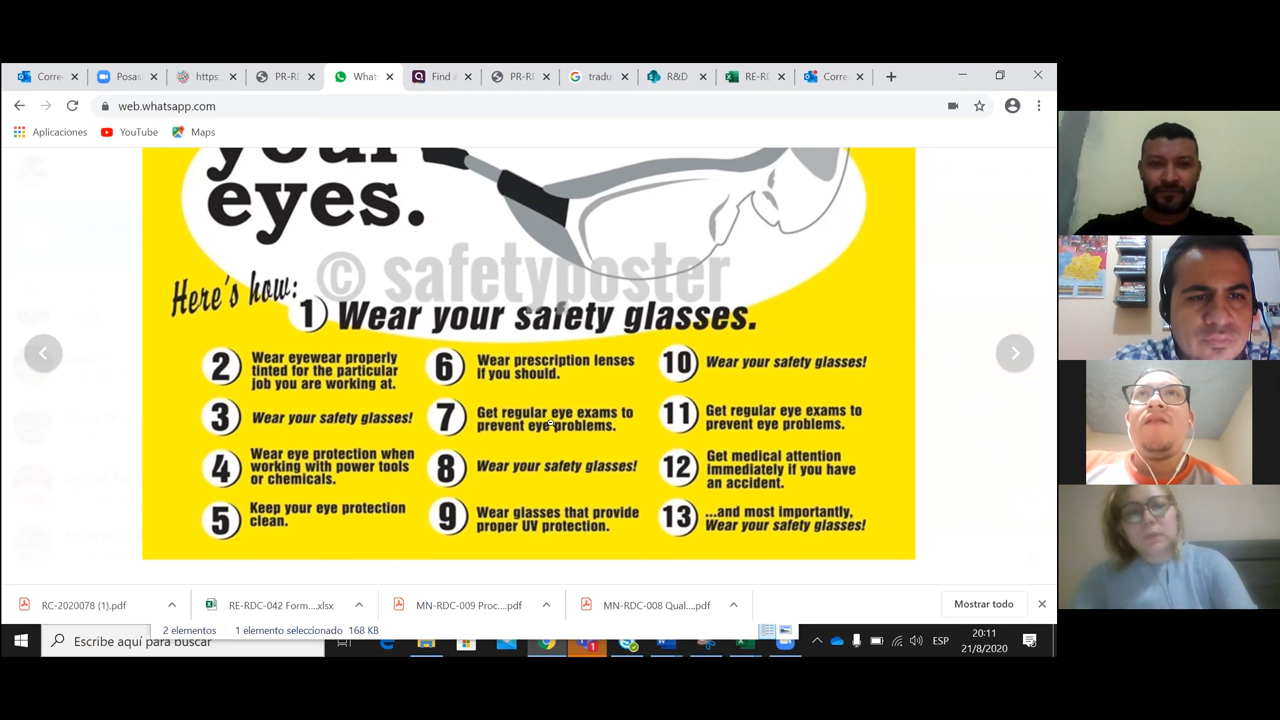 Corre
Posas
https:
PR-RD
Whats
Find a
PR-RD
tradu
R&D
RE-RD
Corre
web.whatsapp.com
Aplicaciones
YouTube
Maps
your
eyes.
© safetyposter
Here's how:
1 Wear your safety glasses.
2 Wear eyewear properly
tinted for the particular
job you are working at.
3 Wear your safety glasses!
4 Wear eye protection when
working with power tools
or chemicals.
5 Keep your eye protection
clean.
6 Wear prescription lenses
if you should.
7 Get regular eye exams to
prevent eye problems.
8 Wear your safety glasses!
9 Wear glasses that provide
proper UV protection.
10 Wear your safety glasses!
11 Get regular eye exams to
prevent eye problems.
12 Get medical attention
immediately if you have
an accident.
13 ...and most importantly,
Wear your safety glasses!
RC-2020078 (1).pdf
RE-RDC-042 Form....xlsx
MN-RDC-009 Proc....pdf
MN-RDC-008 Qual....pdf
Mostrar todo
2 elementos
1 elemento seleccionado 168 KB
Escribe aquí para buscar
1
ESP
20:11
21/8/2020